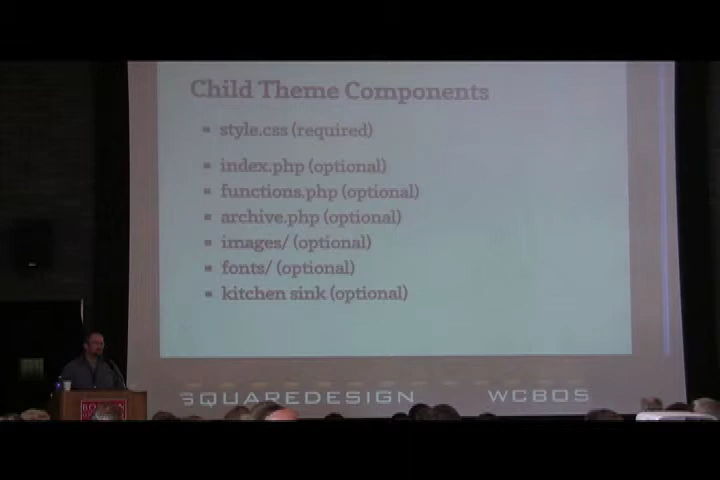 Child Theme Components
style.css (required)
index.php (optional)
functions.php (optional)
archive.php (optional)
images/ (optional)
fonts/ (optional)
kitchen sink (optional)
SQUAREDESIGN WCBOS